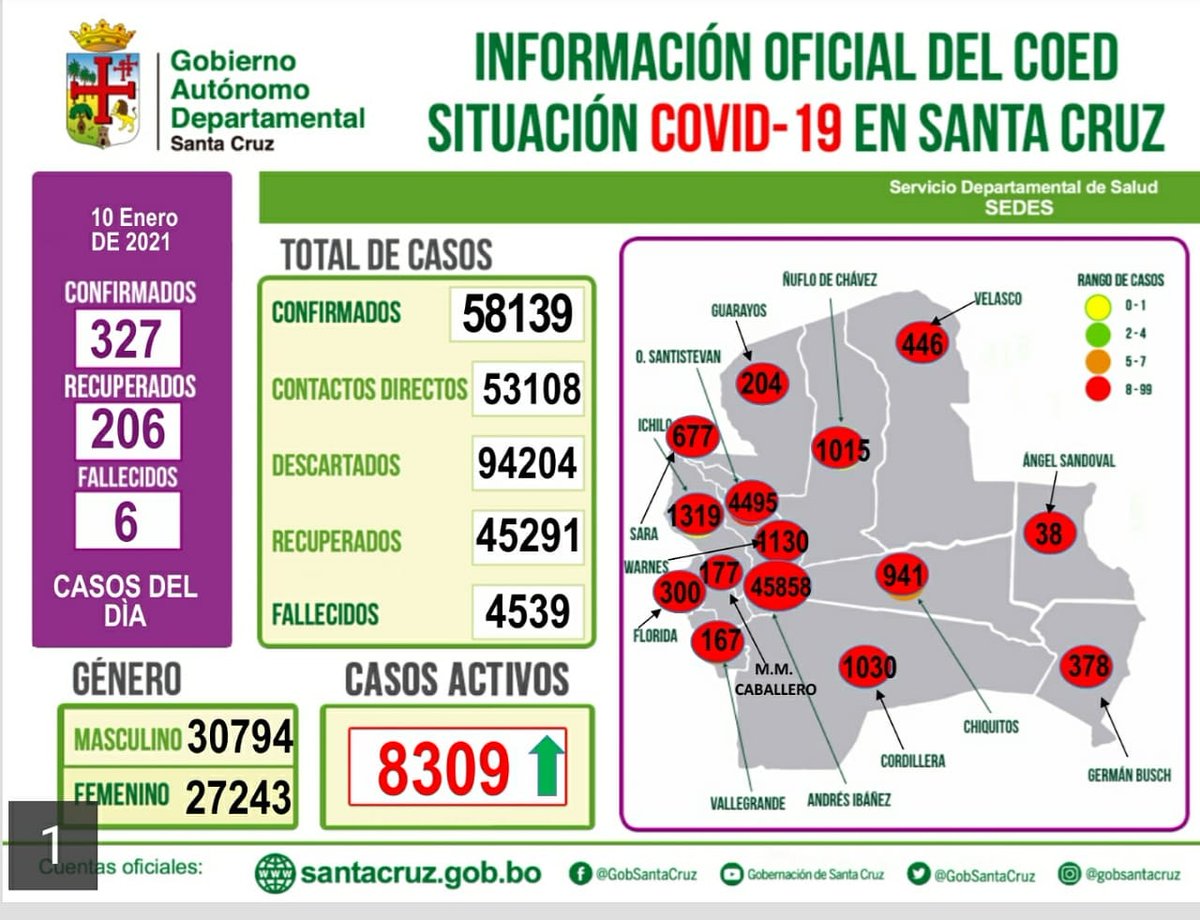 Gobierno
Autónomo
Departamental
Santa Cruz
INFORMACIÓN OFICIAL DEL COED
SITUACIÓN COVID-19 EN SANTA CRUZ
Servicio Departamental de Salud
SEDES
10 Enero
DE 2021
CONFIRMADOS
327
RECUPERADOS
206
FALLECIDOS
6
CASOS DEL
DÌA
TOTAL DE CASOS
CONFIRMADOS 58139
CONTACTOS DIRECTOS 53108
DESCARTADOS 94204
RECUPERADOS 45291
FALLECIDOS 4539
GÉNERO
MASCULINO 30794
FEMENINO 27243
CASOS ACTIVOS
8309
ÑUFLO DE CHÁVEZ
GUARAYOS
VELASCO
RANGO DE CASOS
0-1
2-4
5-7
8-99
446
O. SANTISTEVAN
204
ICHILO
677
1015
ÁNGEL SANDOVAL
4495
1319
SARA
38
1130
WARNES
177
941
300
45858
FLORIDA
167
M.M.
CABALLERO
1030
378
CHIQUITOS
CORDILLERA
GERMÁN BUSCH
VALLEGRANDE
ANDRÉS IBÁÑEZ
1
Cuentas oficiales:
santacruz.gob.bo
@GobSantaCruz
Gobernación de Santa Cruz
@GobSantaCruz
@gobsantacruz